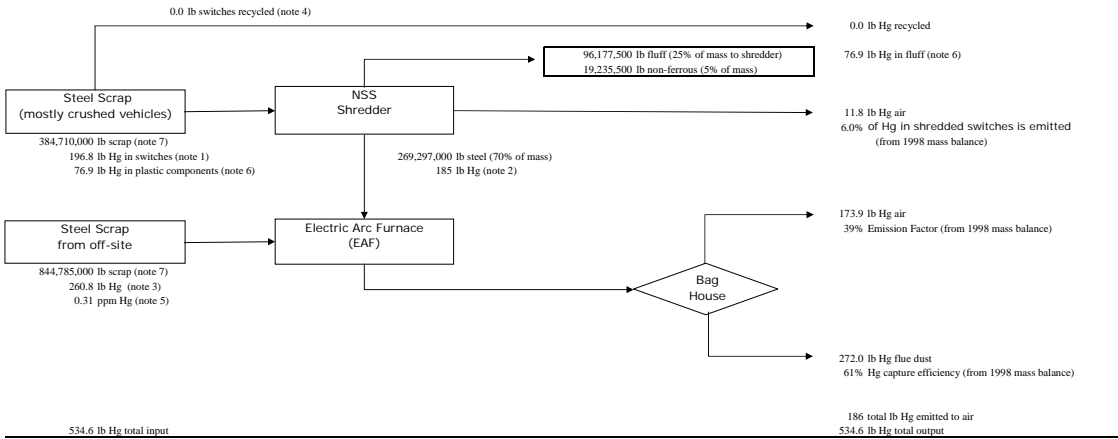 0.0 lb switches recycled (note 4)
0.0 lb Hg recycled
96,177,500 lb fluff (25% of mass to shredder)
19,235,500 lb non-ferrous (5% of mass)
76.9 lb Hg in fluff (note 6)
Steel Scrap
(mostly crushed vehicles)
NSS
Shredder
11.8 lb Hg air
6.0% of Hg in shredded switches is emitted
(from 1998 mass balance)
384,710,000 lb scrap (note 7)
196.8 lb Hg in switches (note 1)
76.9 lb Hg in plastic components (note 6)
269,297,000 lb steel (70% of mass)
185 lb Hg (note 2)
Steel Scrap
from off-site
Electric Arc Furnace
(EAF)
173.9 lb Hg air
39% Emission Factor (from 1998 mass balance)
844,785,000 lb scrap (note 7)
260.8 lb Hg (note 3)
0.31 ppm Hg (note 5)
Bag
House
272.0 lb Hg flue dust
61% Hg capture efficiency (from 1998 mass balance)
186 total lb Hg emitted to air
534.6 lb Hg total input
534.6 lb Hg total output